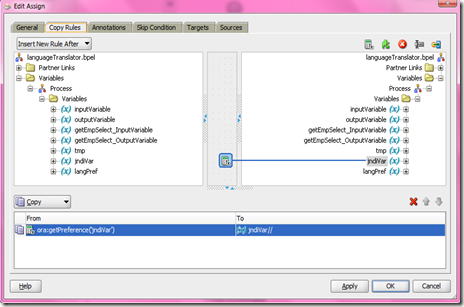 Edit Assign
General Copy Rules Annotations Skip Condition Targets Sources
Insert New Rule After
languageTranslator.bpel
Partner Links
Variables
Process
Variables
inputVariable
outputVariable
getEmpSelect_InputVariable
getEmpSelect_OutputVariable
tmp
jndiVar
langPref
languageTranslator.bpel
Partner Links
Variables
Process
Variables
inputVariable
outputVariable
getEmpSelect_InputVariable
getEmpSelect_OutputVariable
tmp
jndiVar
langPref
Copy
From To
ora:getPreference('jndiVar') jndiVar//
Help Apply OK Cancel